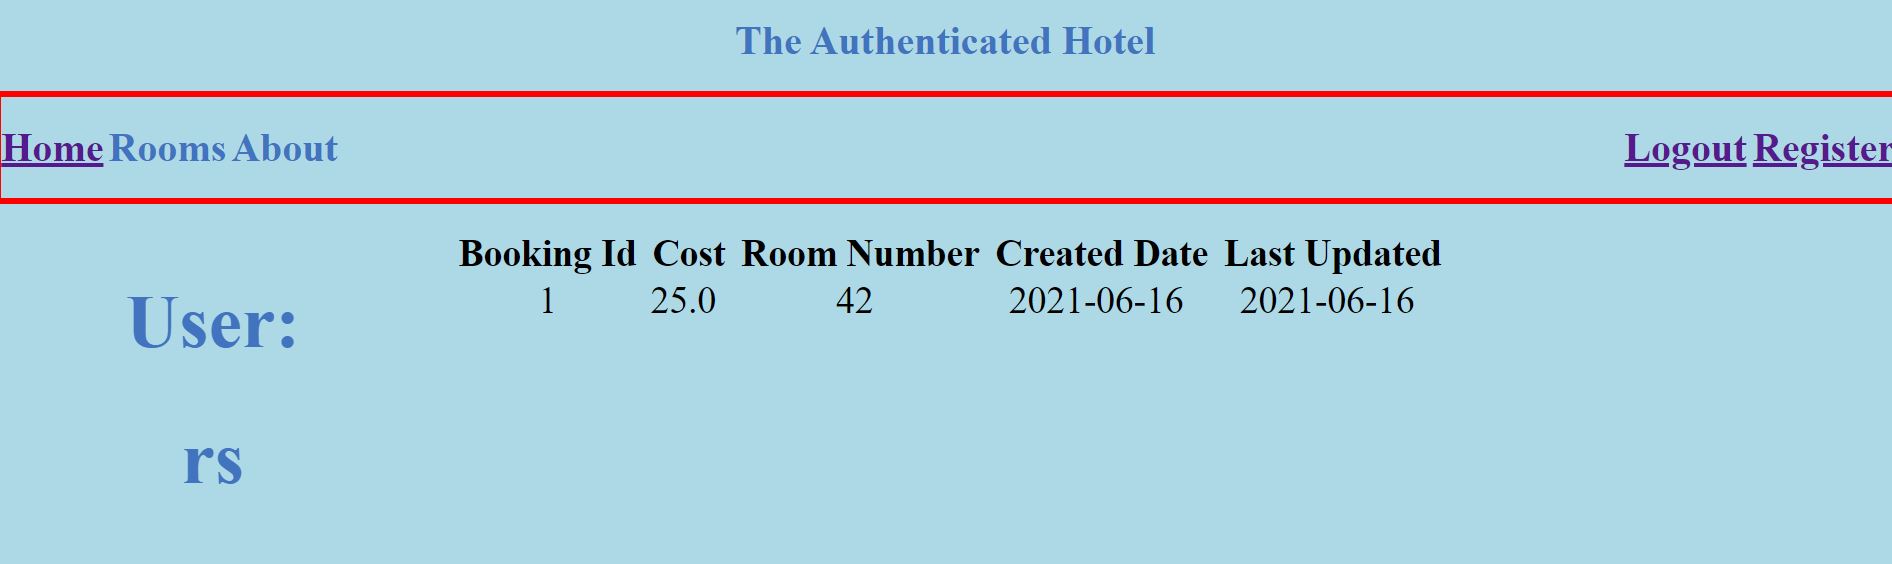 The Authenticated Hotel
Home Rooms About Logout Register
Booking Id Cost Room Number Created Date Last Updated
1 25.0 42 2021-06-16 2021-06-16
User:
rs